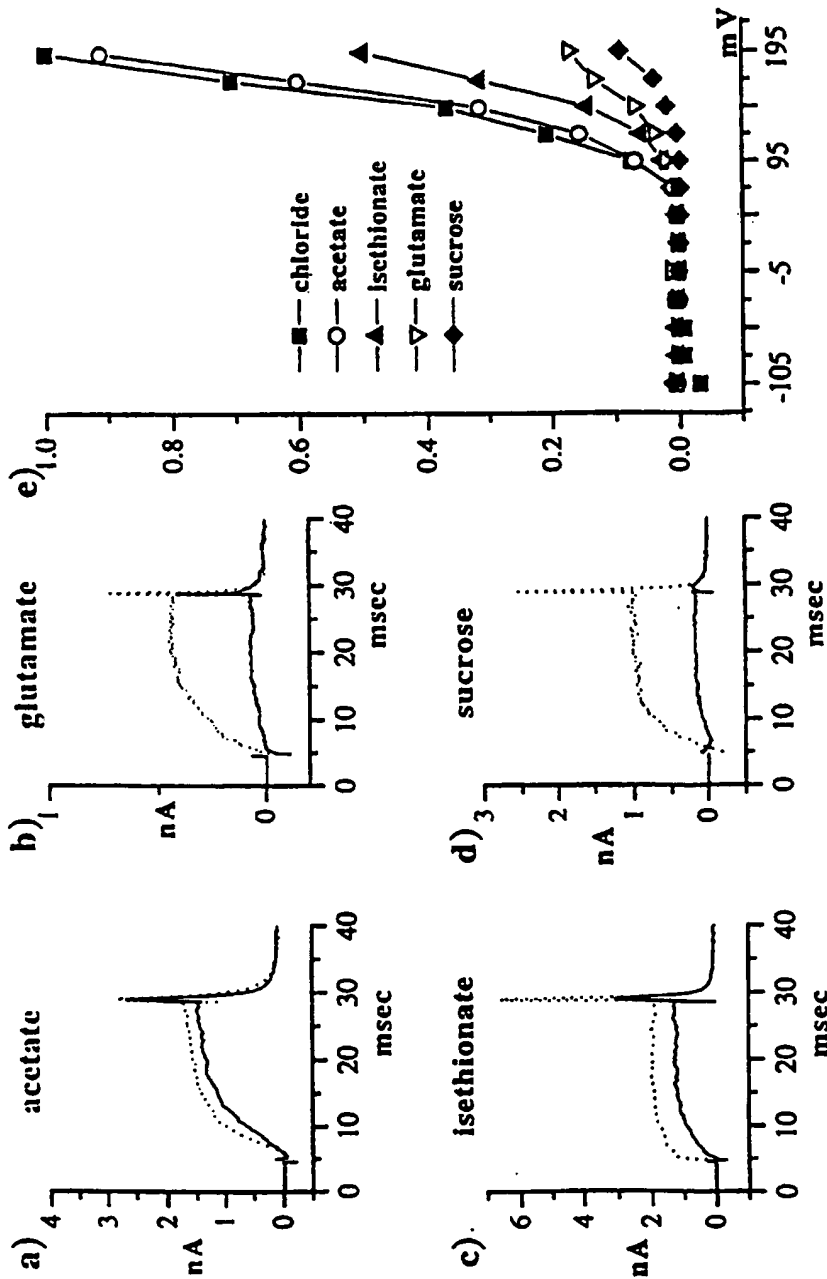 a)
acetate
4
3
2
1
0
nA
0 10 20 30 40
msec
b)
glutamate
1
nA
0
0 10 20 30 40
msec
c)
isethionate
6
4
2
0
nA
0 10 20 30 40
msec
d)
sucrose
3
2
1
0
nA
0 10 20 30 40
msec
e)
1.0
0.8
0.6
0.4
0.2
0.0
chloride
acetate
isethionate
glutamate
sucrose
-105 -5 95 195
mV